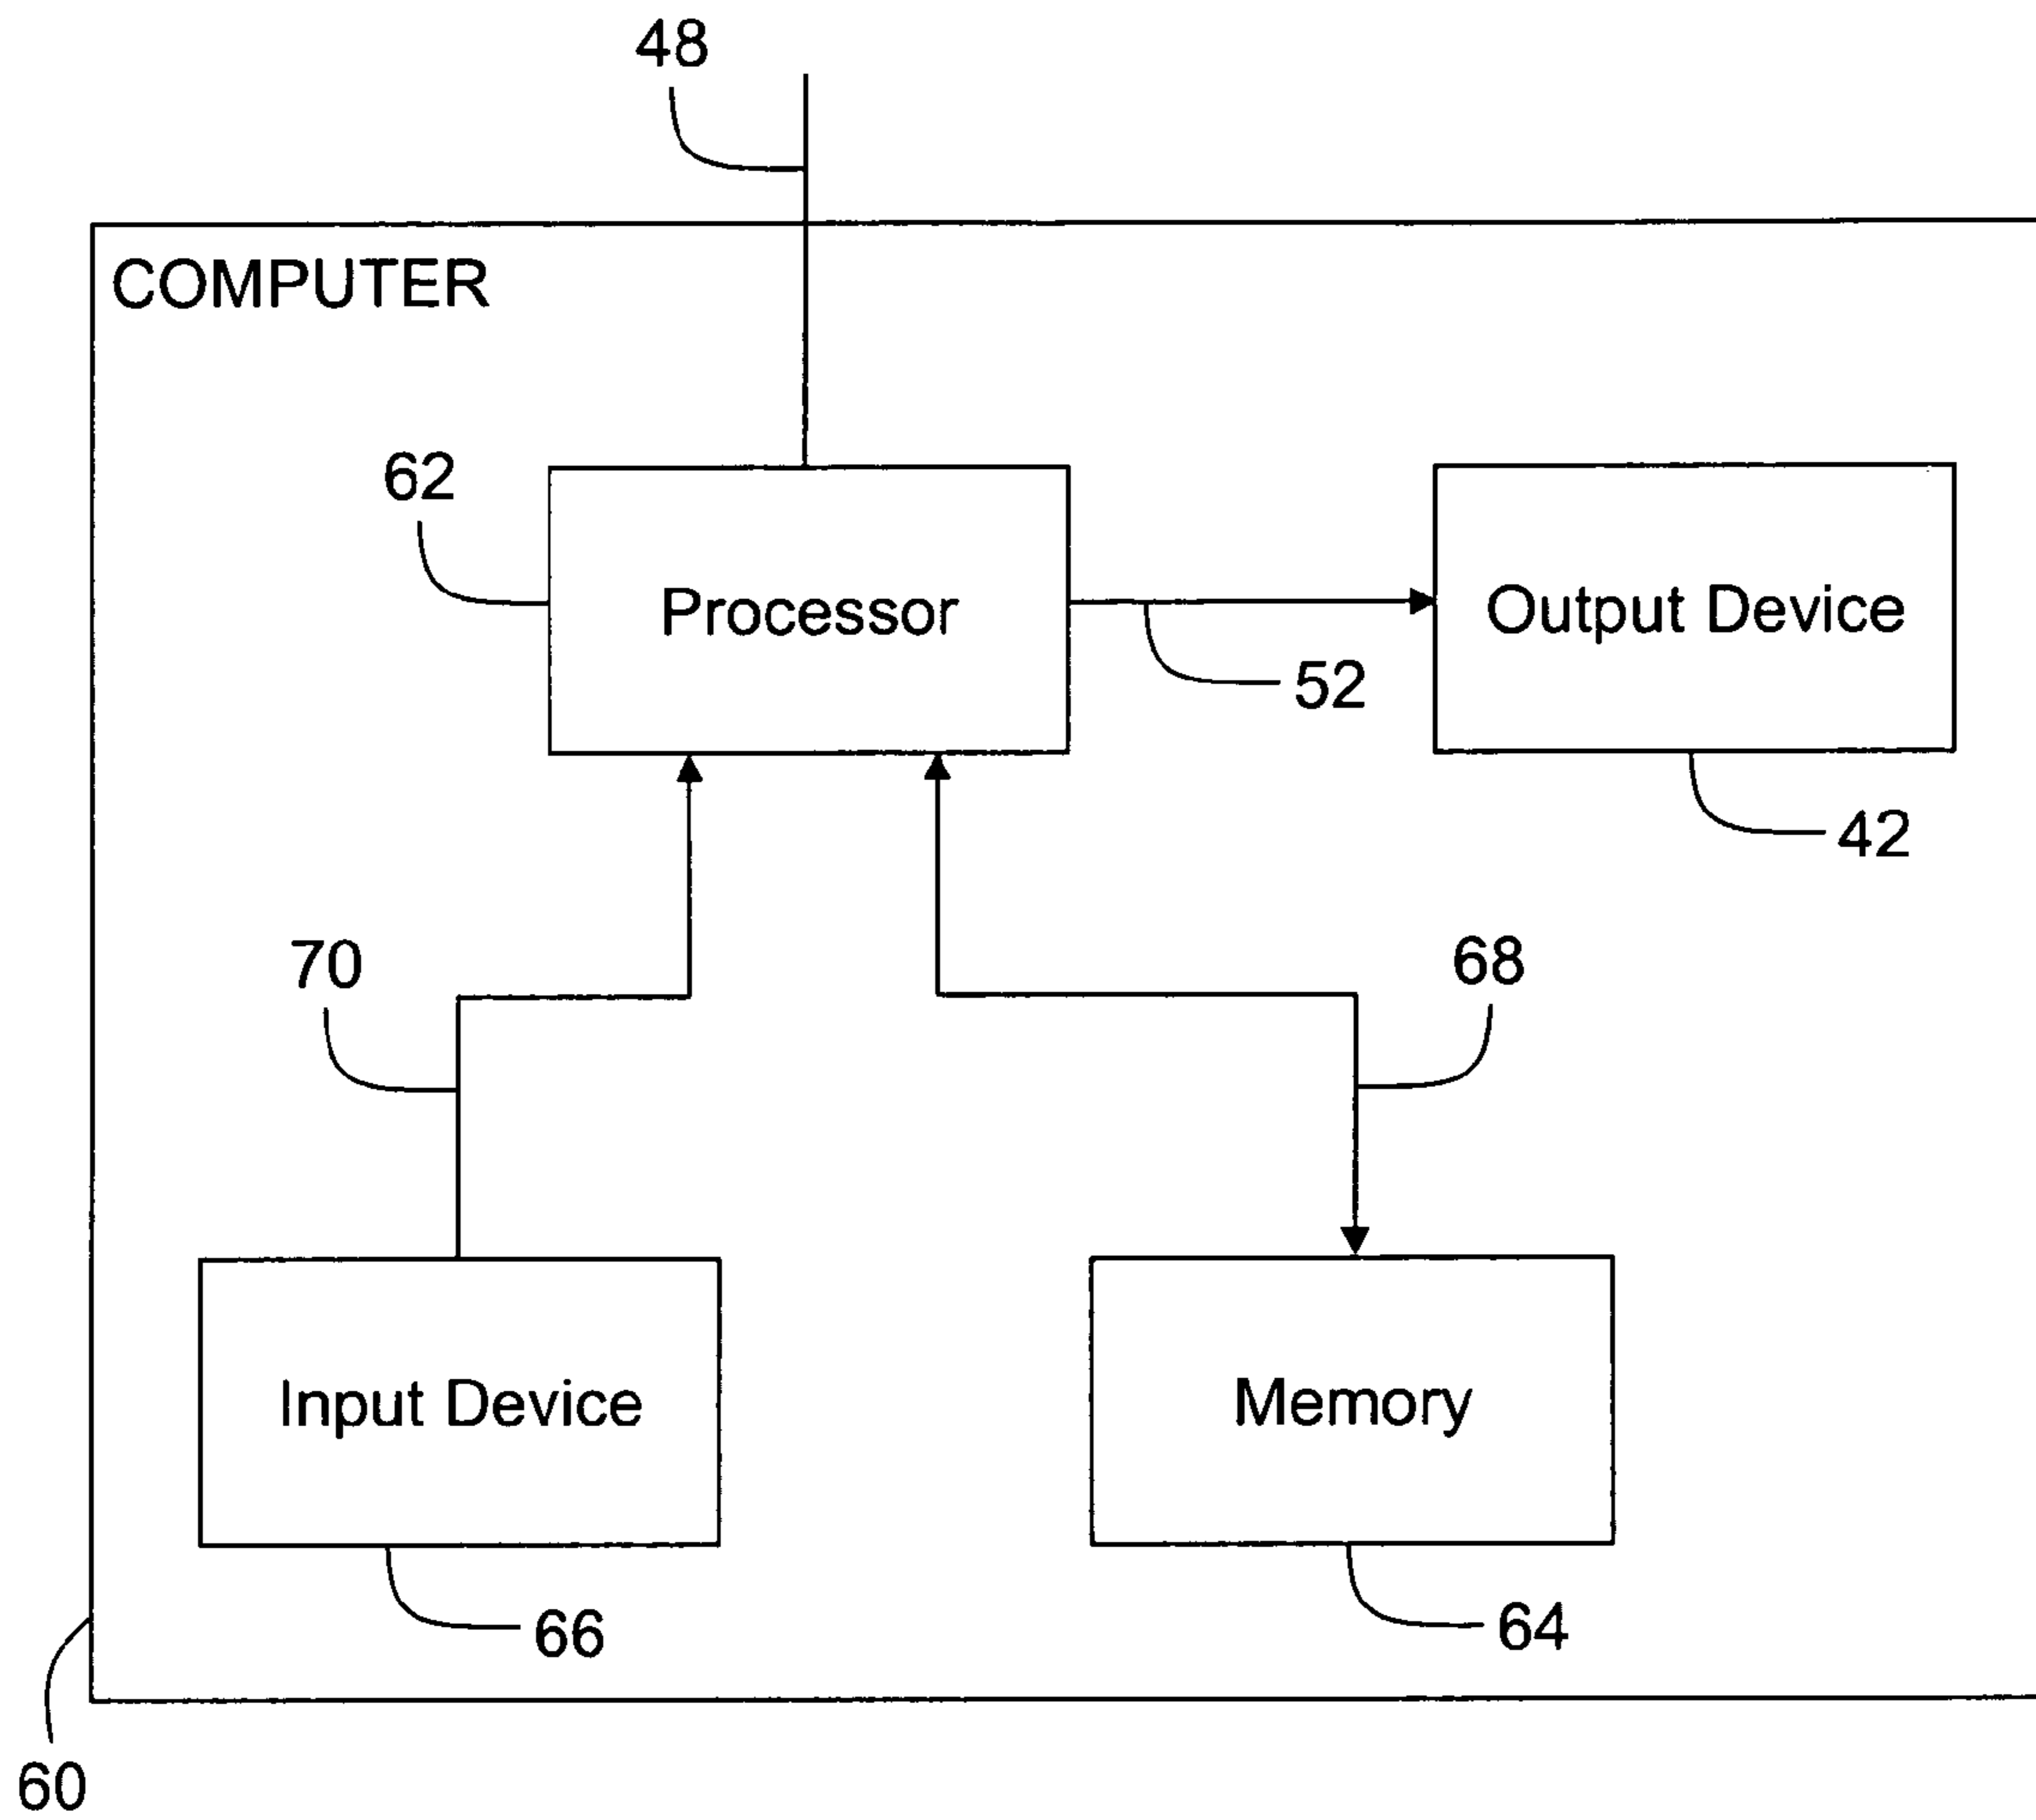 48
COMPUTER
62
Processor
Output Device
52
42
70
68
Input Device
Memory
66
64
60